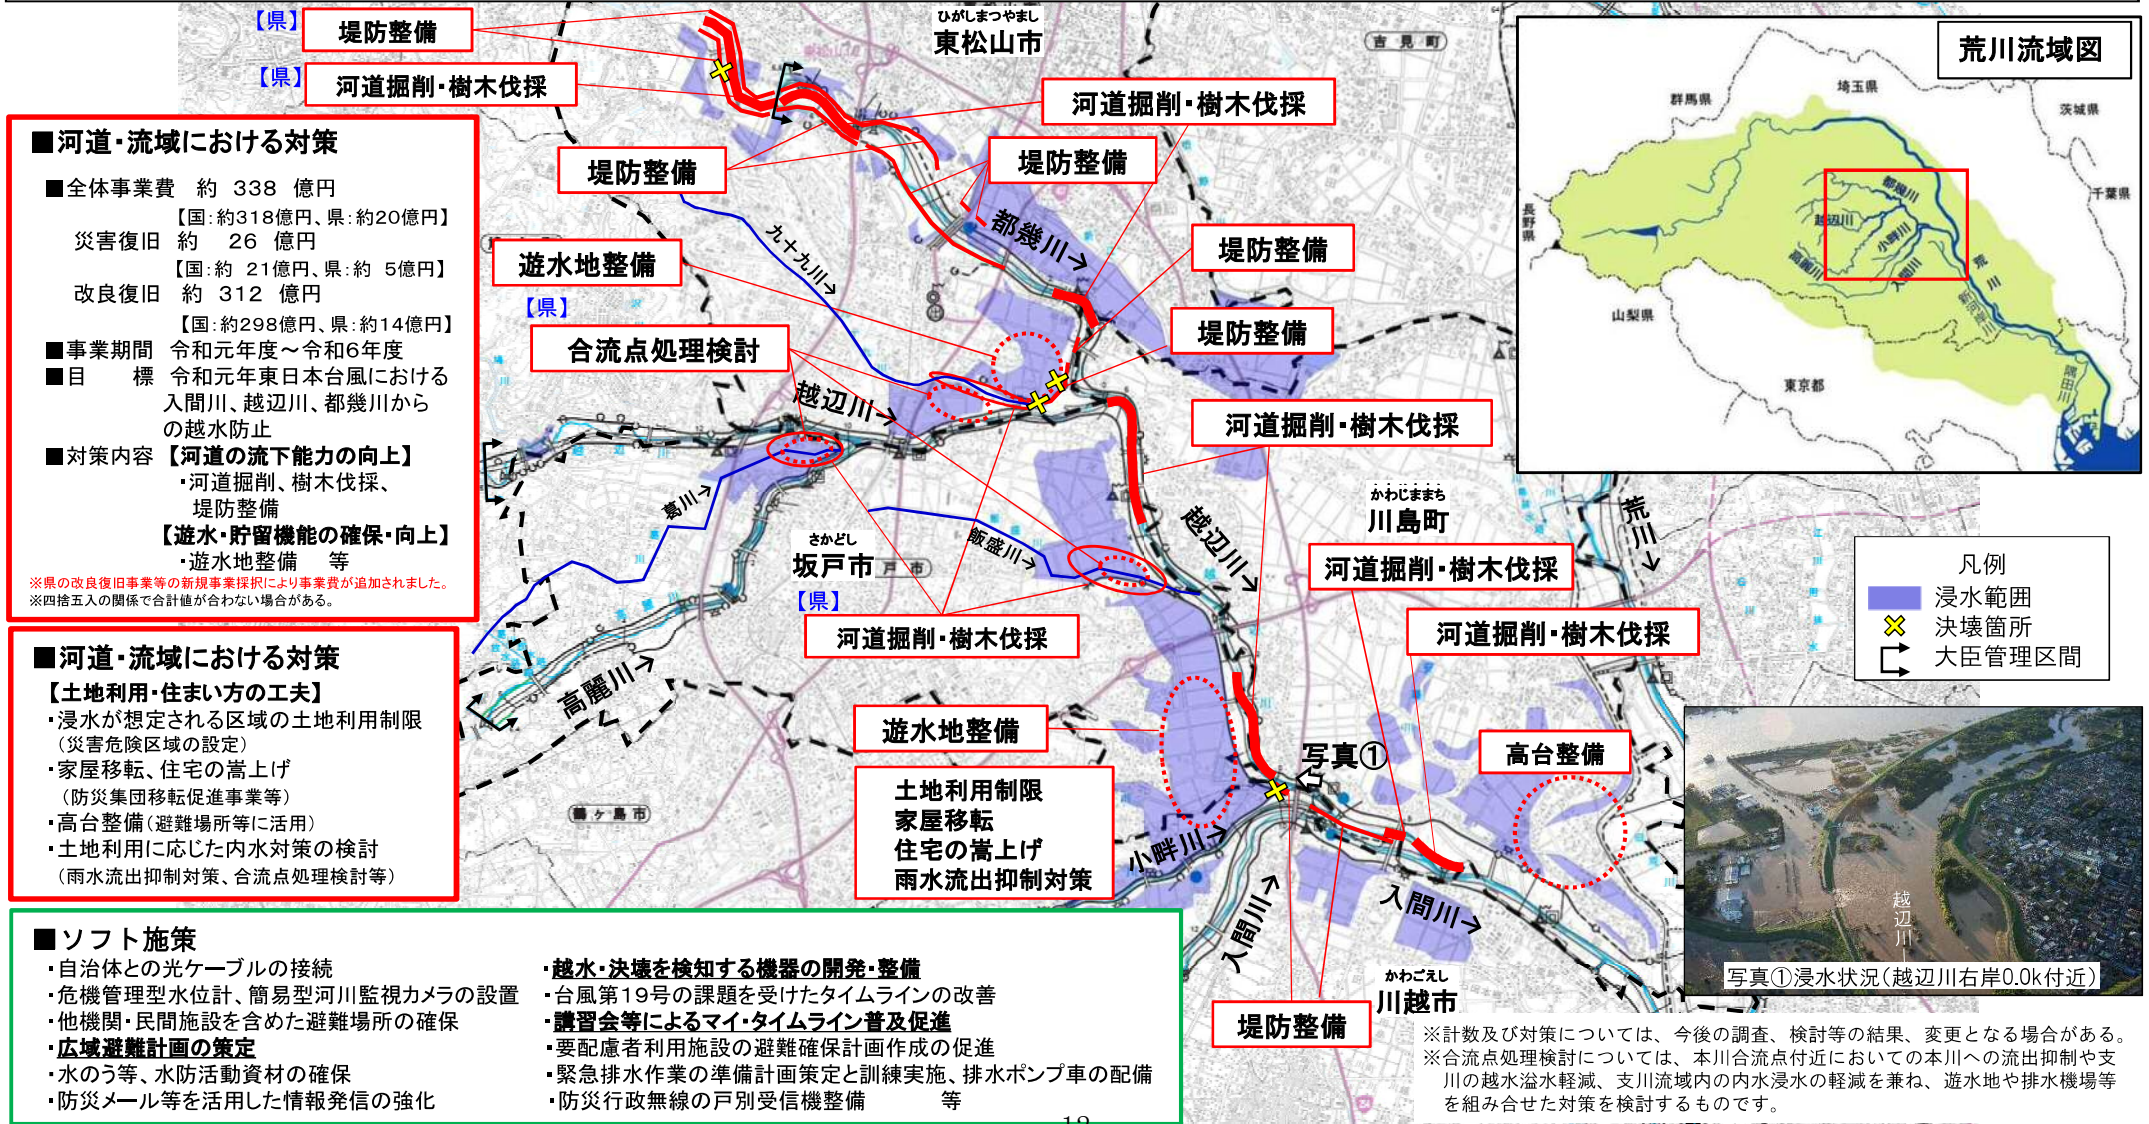 【県】
堤防整備
【県】
河道掘削・樹木伐採
ひがしまつやまし
東松山市
吉見町
河道掘削・樹木伐採
堤防整備
堤防整備
都幾川→
九十九川→
堤防整備
遊水地整備
【県】
合流点処理検討
堤防整備
越辺川→
河道掘削・樹木伐採
葛川→
さかどし
坂戸市
戸市
飯盛川→
越辺川→
かわじままち
川島町
荒川→
【県】
河道掘削・樹木伐採
河道掘削・樹木伐採
河道掘削・樹木伐採
高麗川→
遊水地整備
写真①
高台整備
鶴ヶ島市
土地利用制限
家屋移転
住宅の嵩上げ
雨水流出抑制対策
小畔川→
入間川→
入間川→
かわごえし
川越市
堤防整備
■河道・流域における対策
■全体事業費 約 338 億円
【国:約318億円、県:約20億円】
災害復旧 約 26 億円
【国:約 21億円、県:約 5億円】
改良復旧 約 312 億円
【国:約298億円、県:約14億円】
■事業期間 令和元年度～令和6年度
■目 標 令和元年東日本台風における
入間川、越辺川、都幾川から
の越水防止
■対策内容 【河道の流下能力の向上】
・河道掘削、樹木伐採、
堤防整備
【遊水・貯留機能の確保・向上】
・遊水地整備 等
※県の改良復旧事業等の新規事業採択により事業費が追加されました。
※四捨五入の関係で合計値が合わない場合がある。
■河道・流域における対策
【土地利用・住まい方の工夫】
・浸水が想定される区域の土地利用制限
（災害危険区域の設定）
・家屋移転、住宅の嵩上げ
（防災集団移転促進事業等）
・高台整備（避難場所等に活用）
・土地利用に応じた内水対策の検討
（雨水流出抑制対策、合流点処理検討等）
■ソフト施策
・自治体との光ケーブルの接続
・危機管理型水位計、簡易型河川監視カメラの設置
・他機関・民間施設を含めた避難場所の確保
・広域避難計画の策定
・水のう等、水防活動資材の確保
・防災メール等を活用した情報発信の強化
・越水・決壊を検知する機器の開発・整備
・台風第19号の課題を受けたタイムラインの改善
・講習会等によるマイ・タイムライン普及促進
・要配慮者利用施設の避難確保計画作成の促進
・緊急排水作業の準備計画策定と訓練実施、排水ポンプ車の配備
・防災行政無線の戸別受信機整備 等
荒川流域図
群馬県
埼玉県
茨城県
千葉県
長野県
山梨県
東京都
都幾川
越辺川
小畔川
高麗川
入間川
荒川
新河岸川
隅田川
凡例
浸水範囲
決壊箇所
大臣管理区間
越辺川
写真①浸水状況（越辺川右岸0.0k付近）
※計数及び対策については、今後の調査、検討等の結果、変更となる場合がある。
※合流点処理検討については、本川合流点付近においての本川への流出抑制や支
川の越水溢水軽減、支川流域内の内水浸水の軽減を兼ね、遊水地や排水機場等
を組み合せた対策を検討するものです。